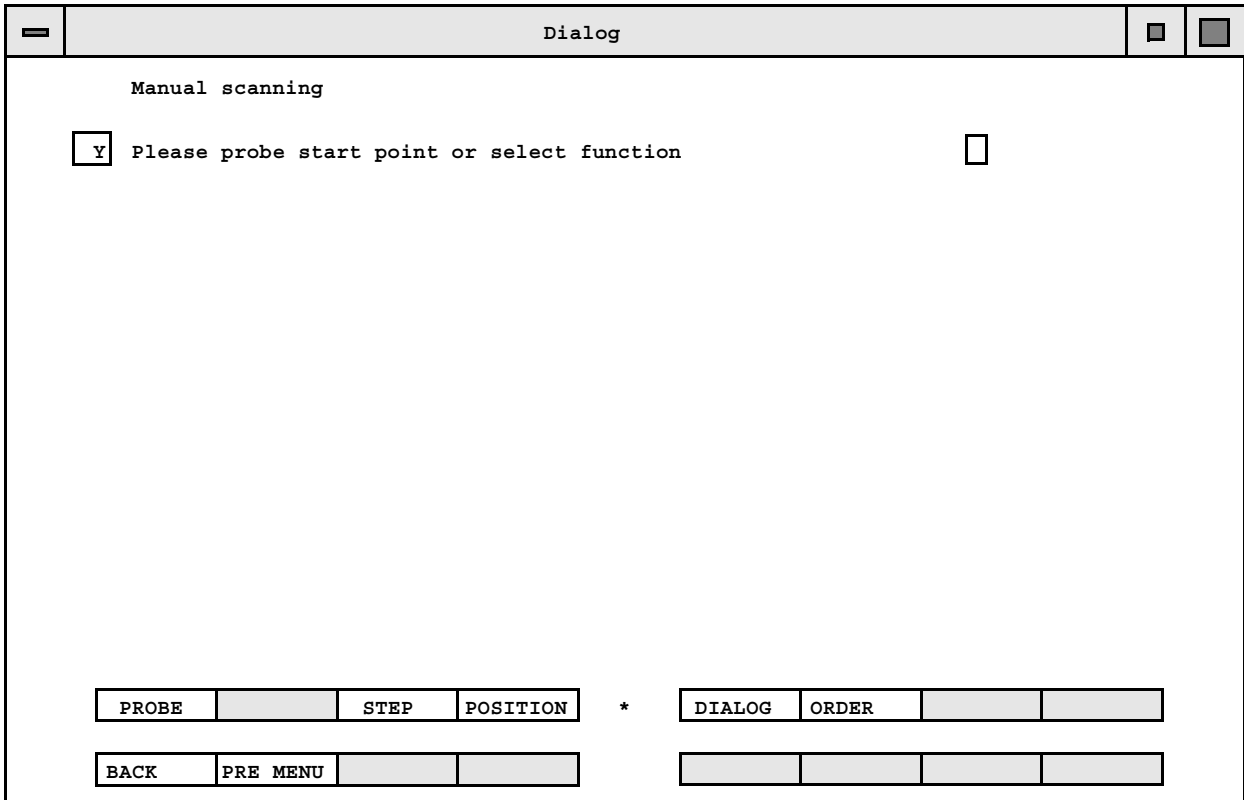 Dialog
Manual scanning
Y Please probe start point or select function
PROBE STEP POSITION * DIALOG ORDER
BACK PRE MENU